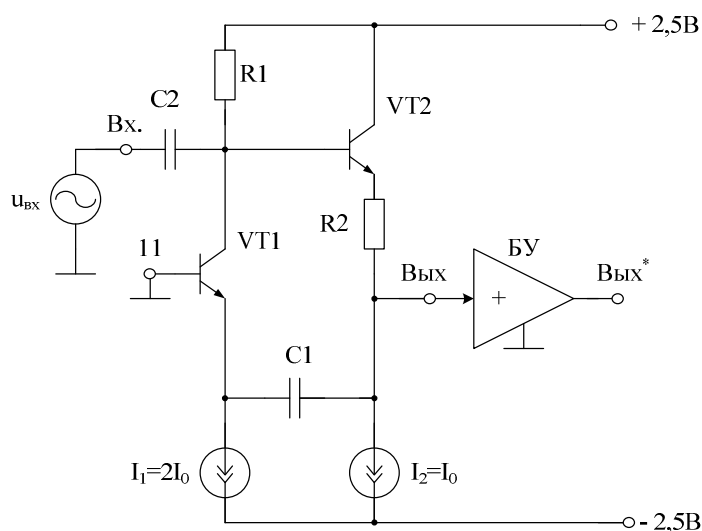 + 2,5В
R1
C2
VT2
Вх.
uвх
R2
11
VT1
БУ
Вых
Вых*
+
C1
I1=2I0
I2=I0
- 2,5В